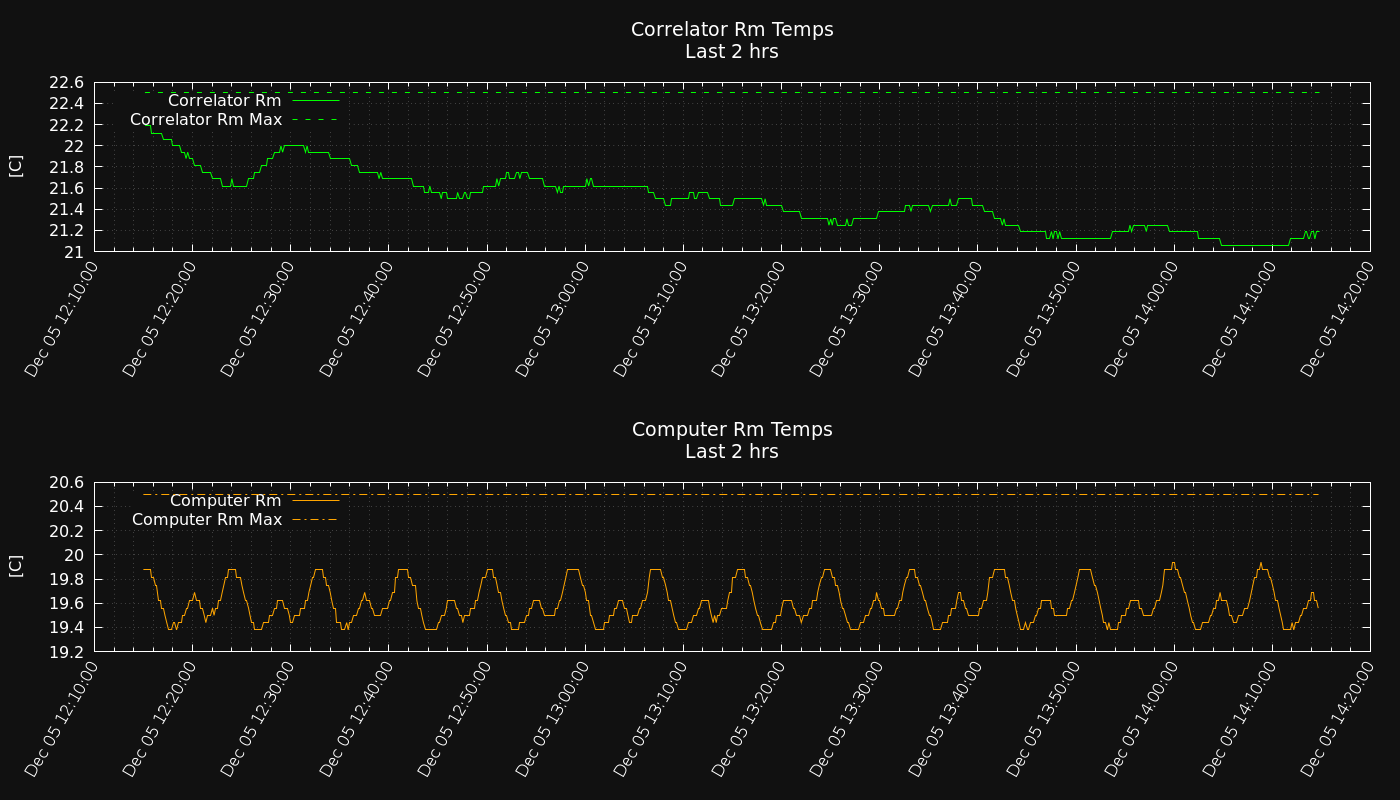 Correlator Rm Temps
Last 2 hrs
[C]
22.6
22.4
22.2
22
21.8
21.6
21.4
21.2
21
Correlator Rm
Correlator Rm Max
Dec 05 12:10:00
Dec 05 12:20:00
Dec 05 12:30:00
Dec 05 12:40:00
Dec 05 12:50:00
Dec 05 13:00:00
Dec 05 13:10:00
Dec 05 13:20:00
Dec 05 13:30:00
Dec 05 13:40:00
Dec 05 13:50:00
Dec 05 14:00:00
Dec 05 14:10:00
Dec 05 14:20:00
Computer Rm Temps
Last 2 hrs
[C]
20.6
20.4
20.2
20
19.8
19.6
19.4
19.2
Computer Rm
Computer Rm Max
Dec 05 12:10:00
Dec 05 12:20:00
Dec 05 12:30:00
Dec 05 12:40:00
Dec 05 12:50:00
Dec 05 13:00:00
Dec 05 13:10:00
Dec 05 13:20:00
Dec 05 13:30:00
Dec 05 13:40:00
Dec 05 13:50:00
Dec 05 14:00:00
Dec 05 14:10:00
Dec 05 14:20:00